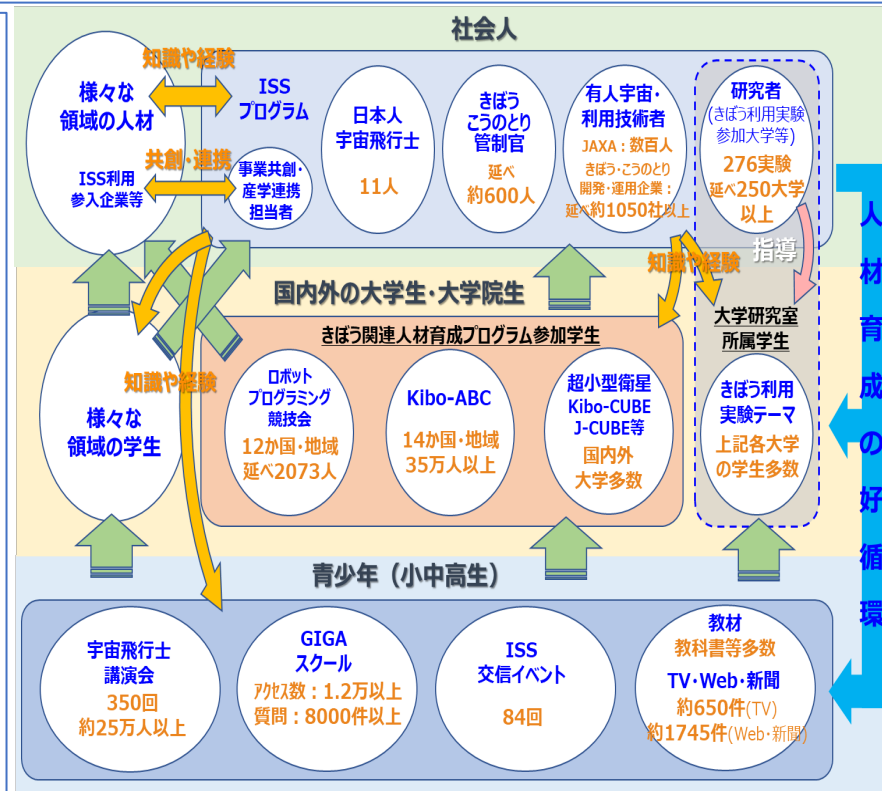 社会人
知識や経験
様々な
領域の人材
共創・連携
ISS利用
参入企業等
ISS
プログラム
事業共創・
産学連携
担当者
日本人
宇宙飛行士
11人
きぼう
こうのとり
管制官
延べ
約600人
有人宇宙・
利用技術者
JAXA：数百人
きぼう・こうのとり
開発・運用企業：
延べ約1050社以上
研究者
(きぼう利用実験
参加大学等)
276実験
延べ250大学
以上
指導
知識や経験
国内外の大学生・大学院生
きぼう関連人材育成プログラム参加学生
大学研究室
所属学生
知識や経験
様々な
領域の学生
ロボット
プログラミング
競技会
12か国・地域
延べ2073人
Kibo-ABC
14か国・地域
35万人以上
超小型衛星
Kibo-CUBE
J-CUBE等
国内外
大学多数
きぼう利用
実験テーマ
上記各大学
の学生多数
人材育成の好循環
青少年（小中高生）
宇宙飛行士
講演会
350回
約25万人以上
GIGA
スクール
アクセス数：1.2万以上
質問：8000件以上
ISS
交信イベント
84回
教材
教科書等多数
TV・Web・新聞
約650件(TV)
約1745件(Web・新聞)